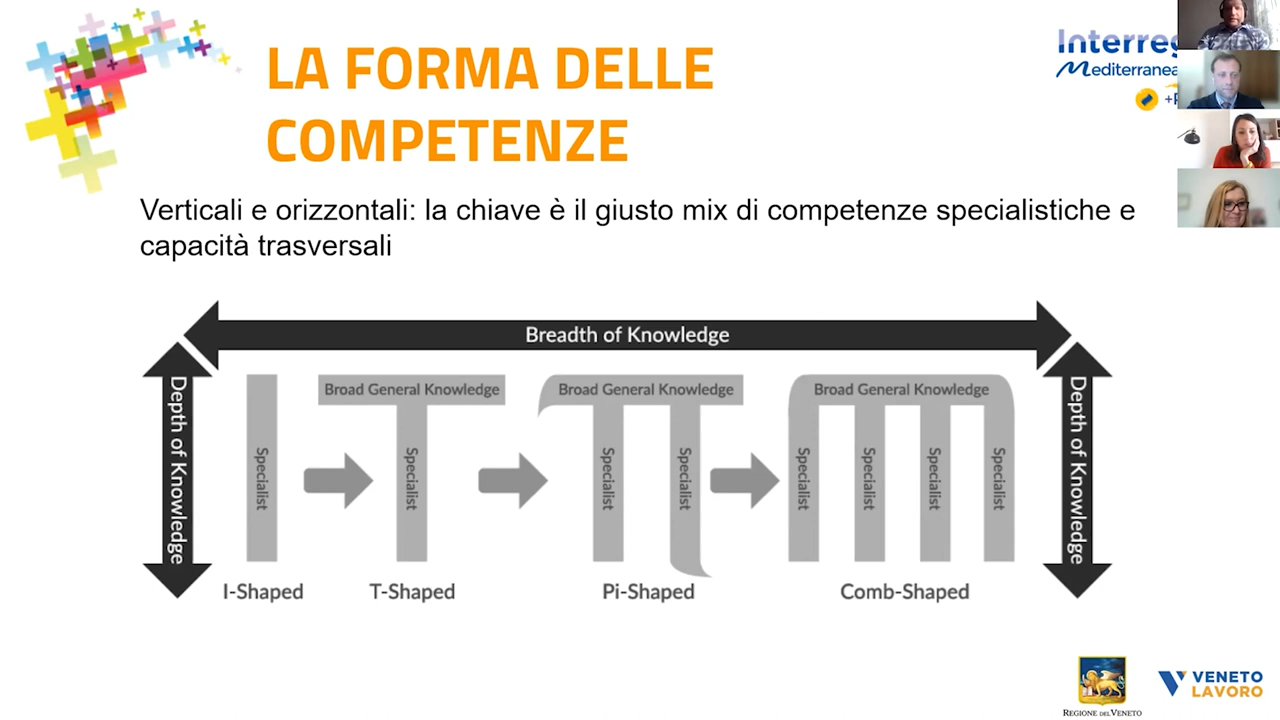 LA FORMA DELLE
COMPETENZE
Interreg
Mediterranea
Verticali e orizzontali: la chiave è il giusto mix di competenze specialistiche e
capacità trasversali
Breadth of Knowledge
Depth of Knowledge
Specialist
I-Shaped
Broad General Knowledge
Specialist
T-Shaped
Broad General Knowledge
Specialist
Specialist
Pi-Shaped
Broad General Knowledge
Specialist
Specialist
Specialist
Specialist
Comb-Shaped
Depth of Knowledge
REGIONE DEL VENETO
VENETO
LAVORO